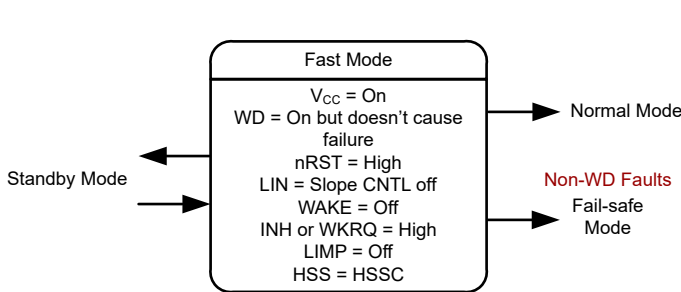 Fast Mode
V_CC = On
WD = On but doesn't cause
failure
nRST = High
LIN = Slope CNTL off
WAKE = Off
INH or WKRQ = High
LIMP = Off
HSS = HSSC
Standby Mode
Normal Mode
Non-WD Faults
Fail-safe
Mode